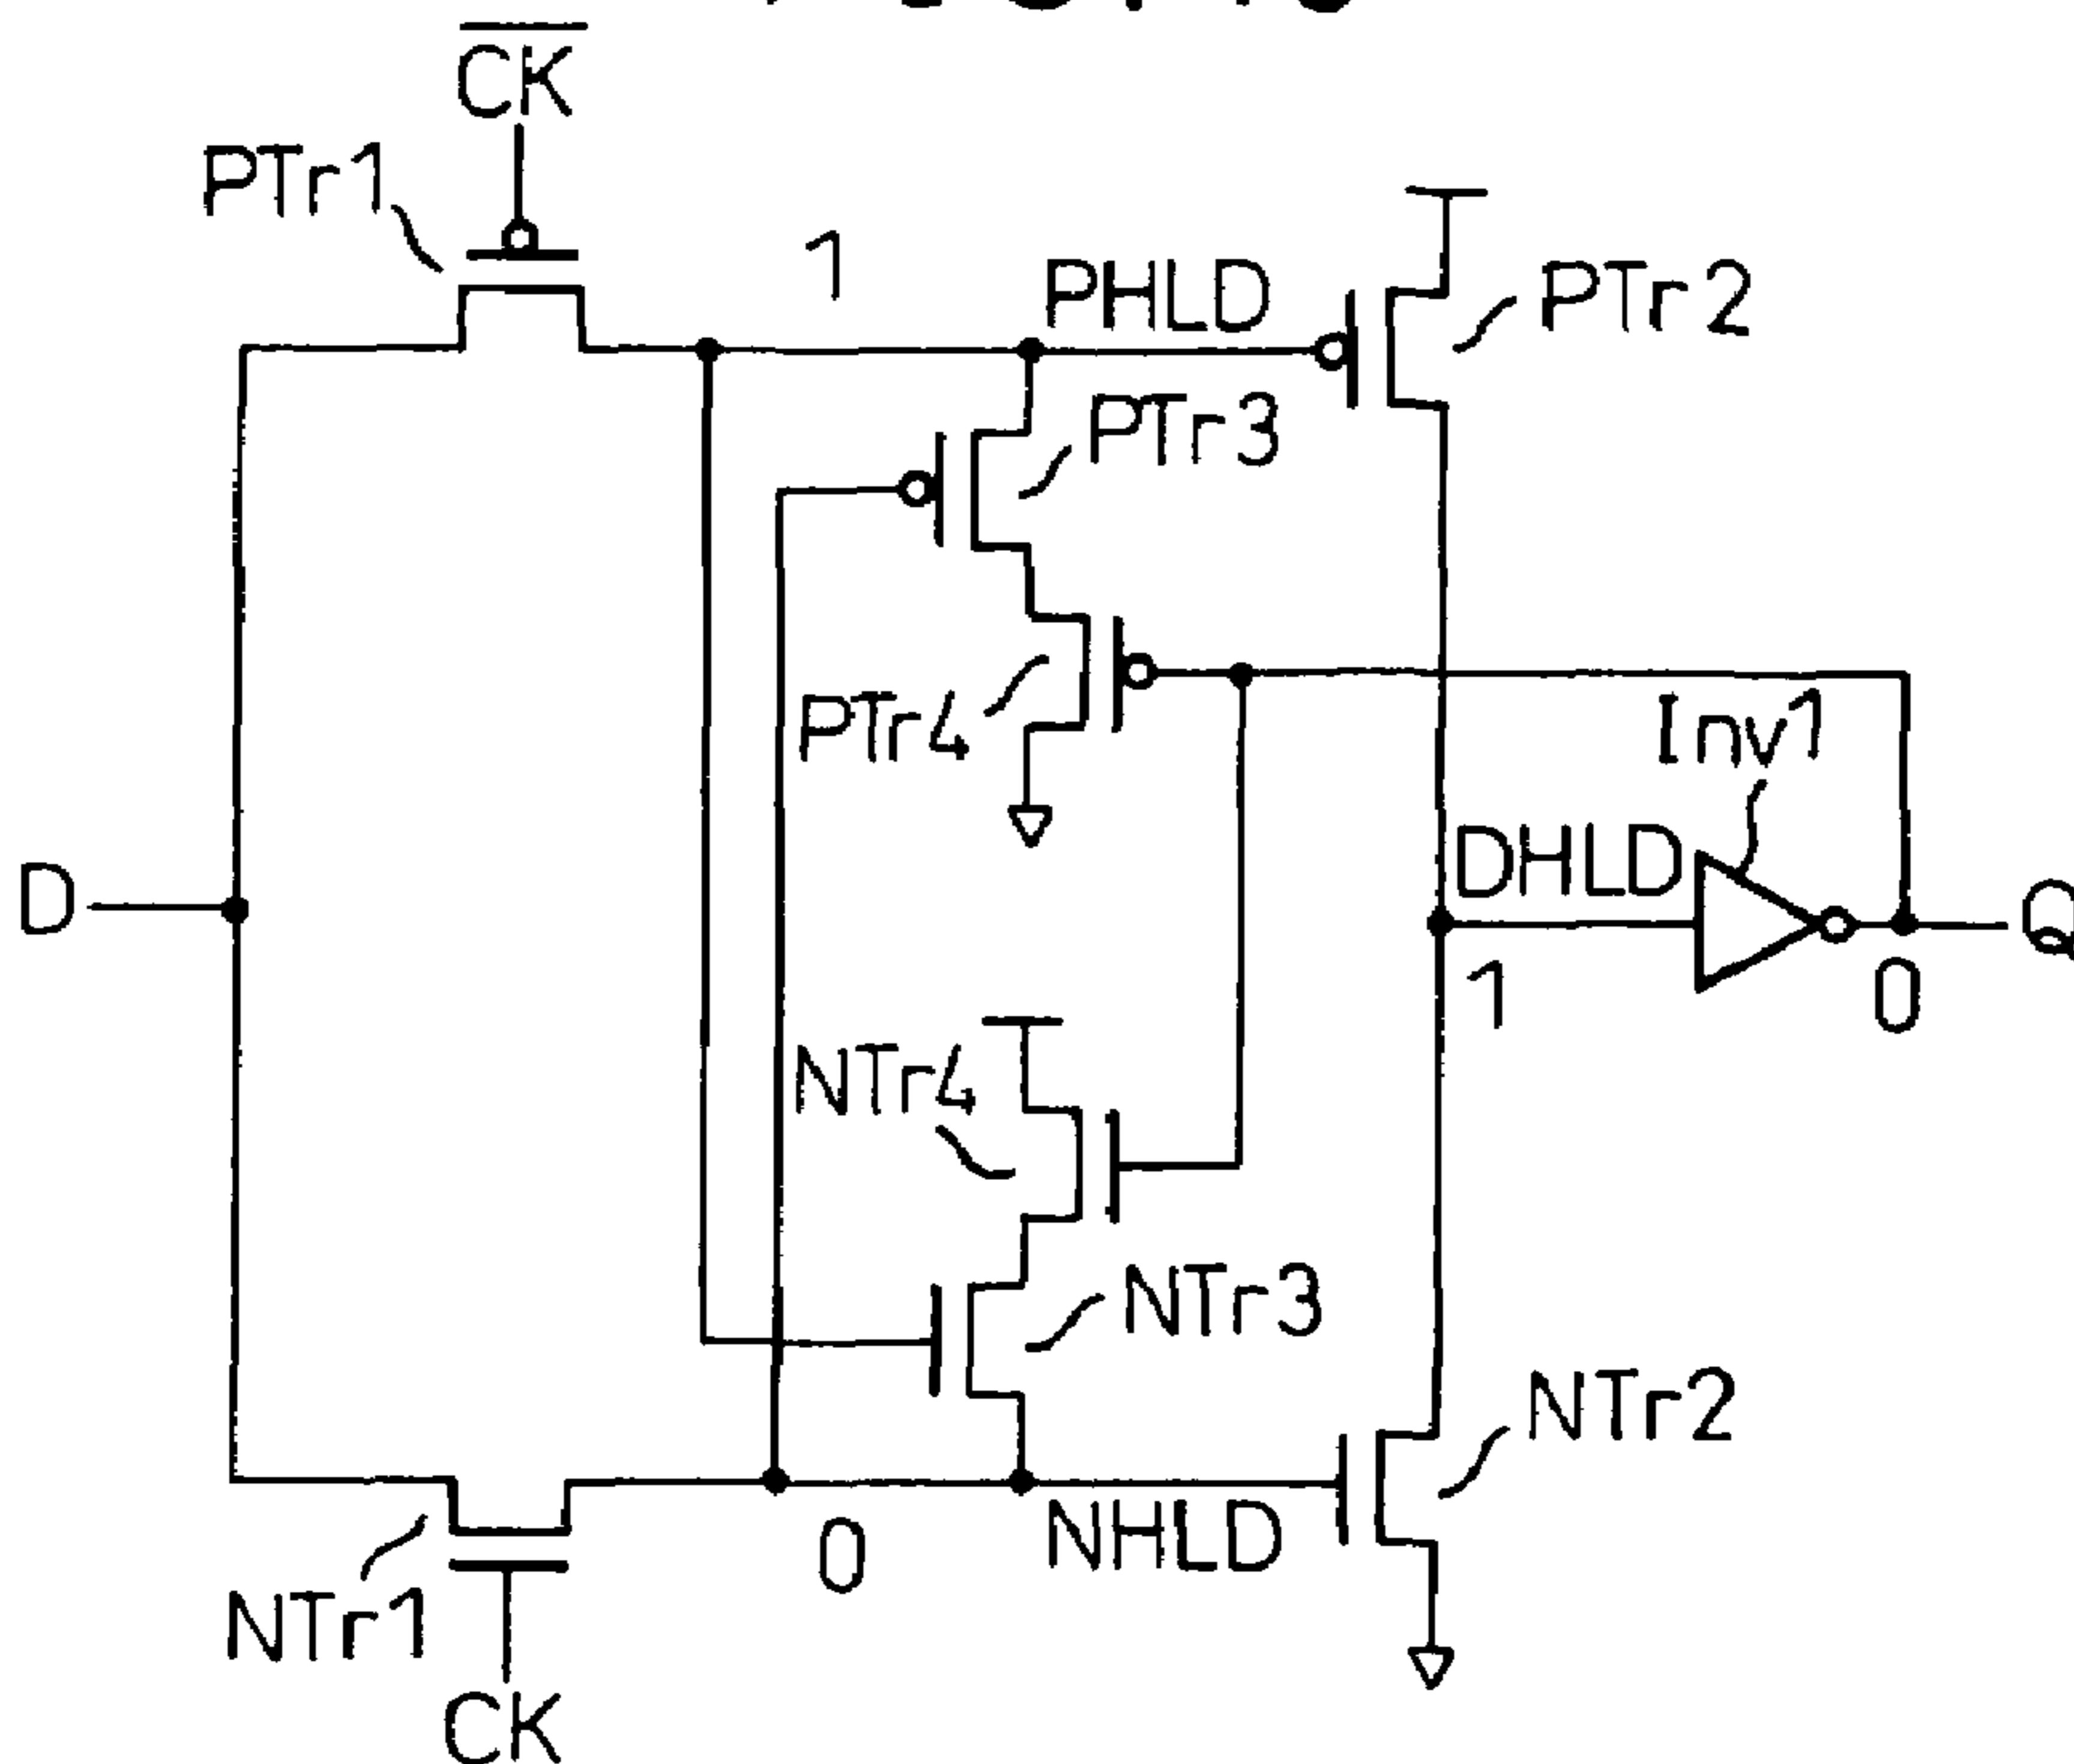 CK
PTr1
1
PHLD
PTr2
PTr3
PTr4
Inv1
D
DHLD
Q
1
0
NTr4
NTr3
NTr2
0
NHLD
NTr1
CK